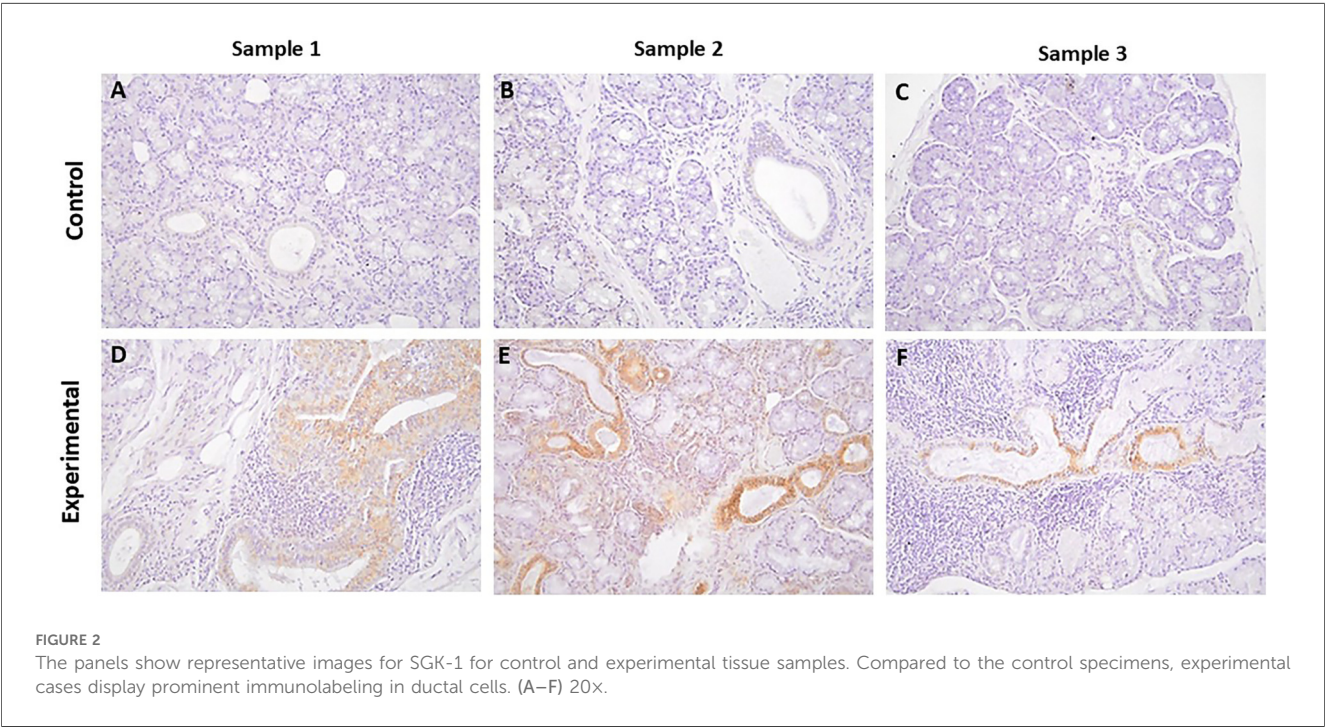 Sample 1
Sample 2
Sample 3
Control
A
B
C
Experimental
D
E
F
FIGURE 2
The panels show representative images for SGK-1 for control and experimental tissue samples. Compared to the control specimens, experimental
cases display prominent immunolabeling in ductal cells. (A–F) 20×.